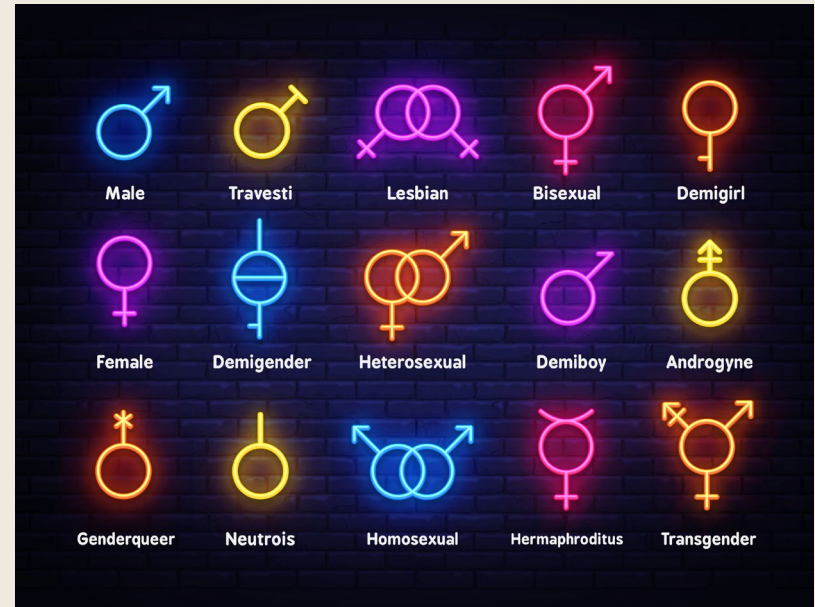 Male Travesti Lesbian Bisexual Demigirl
Female Demigender Heterosexual Demiboy Androgyne
Genderqueer Neutrois Homosexual Hermaphroditus Transgender